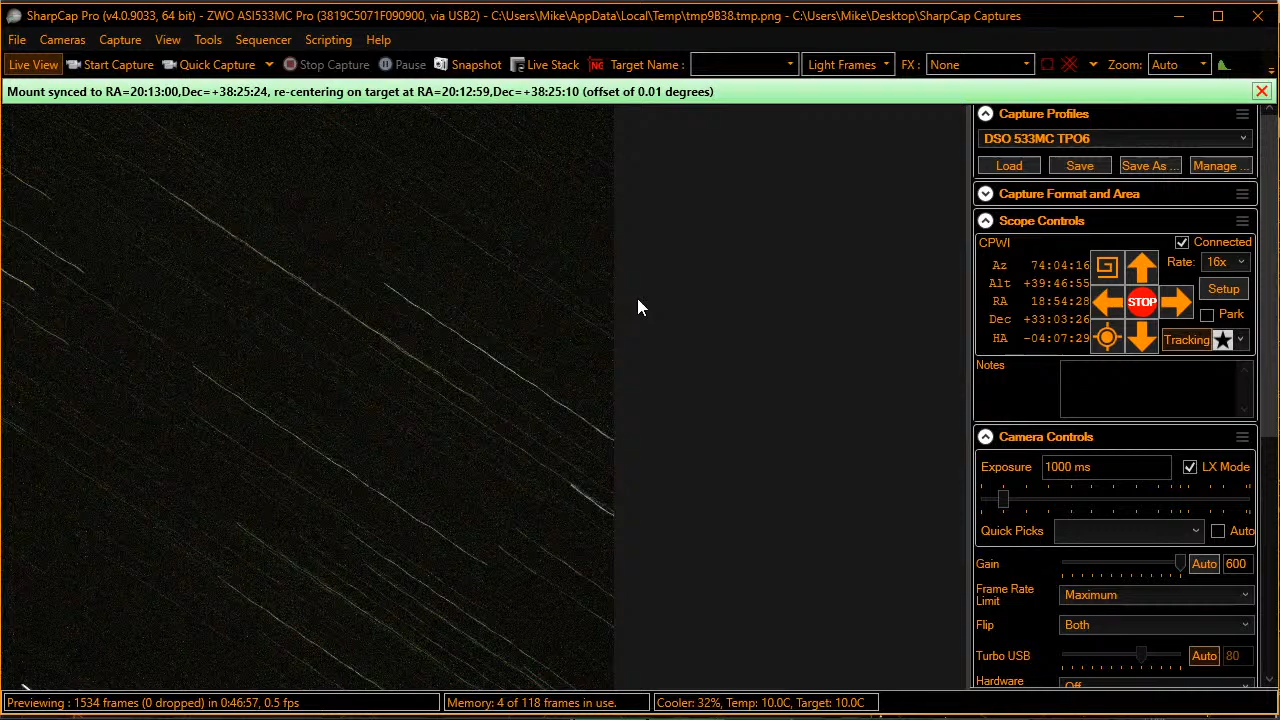 SharpCap Pro (v4.0.9033, 64 bit) - ZWO ASI533MC Pro (3819C5071F090900, via USB2) - C:\Users\Mike\AppData\Local\Temp\tmp9B38.tmp.png - C:\Users\Mike\Desktop\SharpCap Captures
File Cameras Capture View Tools Sequencer Scripting Help
Live View Start Capture Quick Capture Stop Capture Pause Snapshot Live Stack NC Target Name : Light Frames FX : None Zoom: Auto
Mount synced to RA=20:13:00,Dec=+38:25:24, re-centering on target at RA=20:12:59,Dec=+38:25:10 (offset of 0.01 degrees)
Capture Profiles
DSO 533MC TPO6
Load Save Save As ... Manage ...
Capture Format and Area
Scope Controls
CPWI Connected
Az 74:04:16 Rate: 16x
Alt +39:46:55
Setup
RA 18:54:28 STOP
Park
Dec +33:03:26
HA -04:07:29 Tracking
Notes
Camera Controls
Exposure 1000 ms LX Mode
Quick Picks Auto
Gain Auto 600
Frame Rate
Limit Maximum
Flip Both
Turbo USB Auto 80
Hardware Off
Previewing : 1534 frames (0 dropped) in 0:46:57, 0.5 fps Memory: 4 of 118 frames in use. Cooler: 32%, Temp: 10.0C, Target: 10.0C